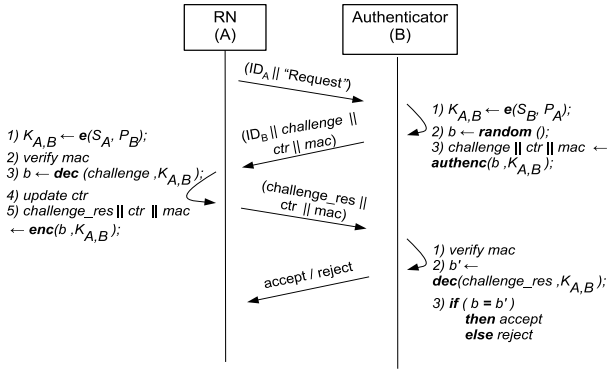 RN
(A)
Authenticator
(B)
(ID_A || “Request”)
1) K_A,B ← e(S_B, P_A);
2) b ← random ();
3) challenge || ctr || mac ←
authenc(b ,K_A,B);
(ID_B || challenge ||
ctr || mac)
1) K_A,B ← e(S_A, P_B);
2) verify mac
3) b ← dec (challenge ,K_A,B);
4) update ctr
5) challenge_res || ctr || mac
← enc(b ,K_A,B);
(challenge_res ||
ctr || mac)
1) verify mac
2) b' ←
dec(challenge_res ,K_A,B);
3) if ( b = b' )
then accept
else reject
accept / reject